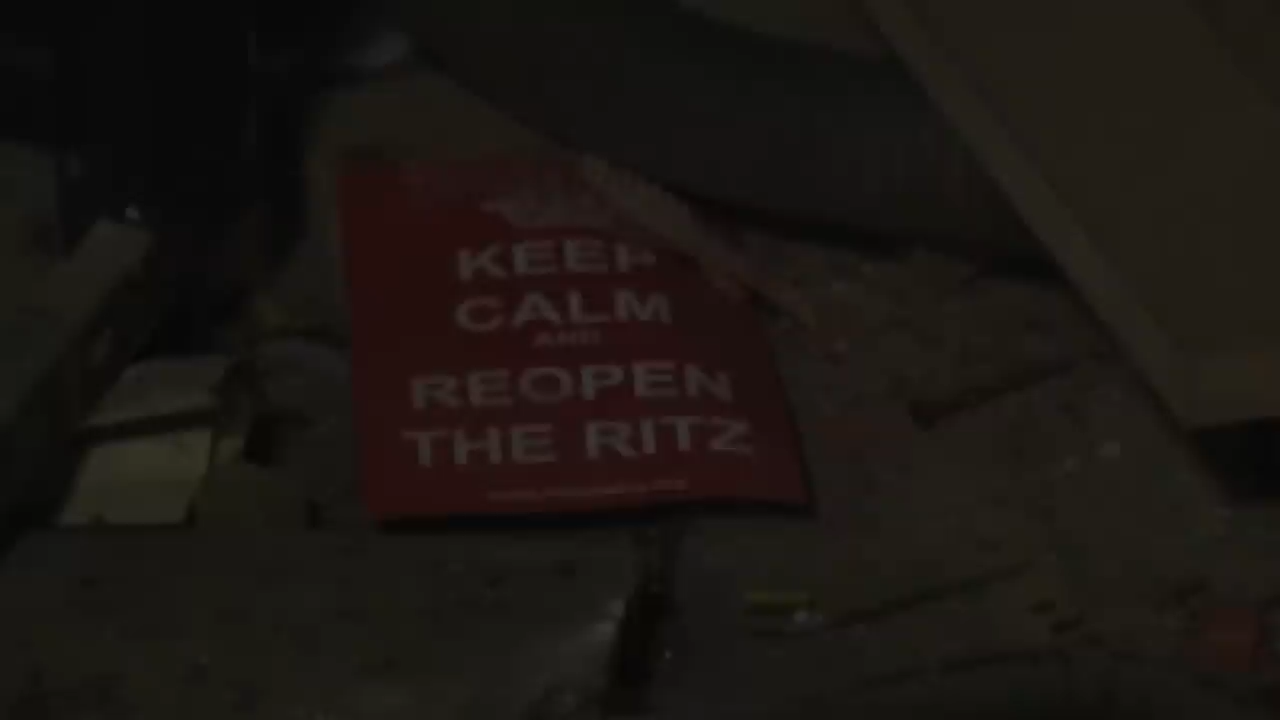 KEEP
CALM
AND
REOPEN
THE RITZ